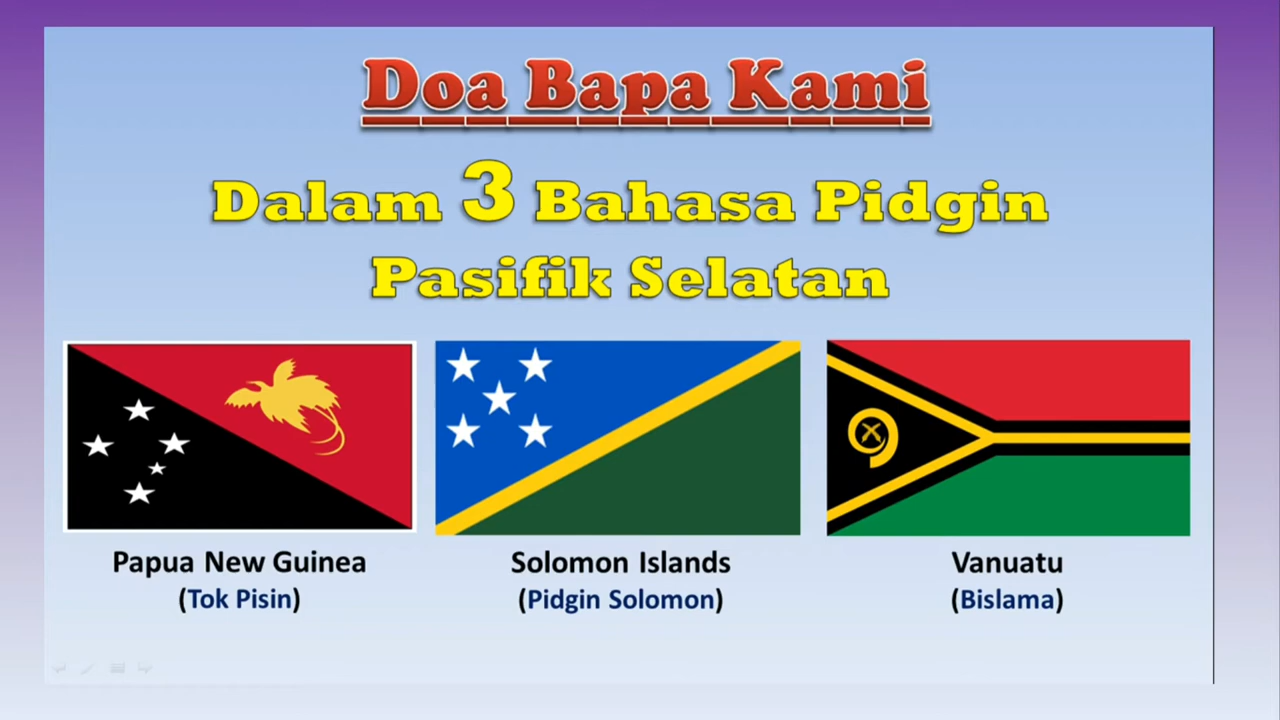 Doa Bapa Kami
Dalam 3 Bahasa Pidgin
Pasifik Selatan
Papua New Guinea
(Tok Pisin)
Solomon Islands
(Pidgin Solomon)
Vanuatu
(Bislama)